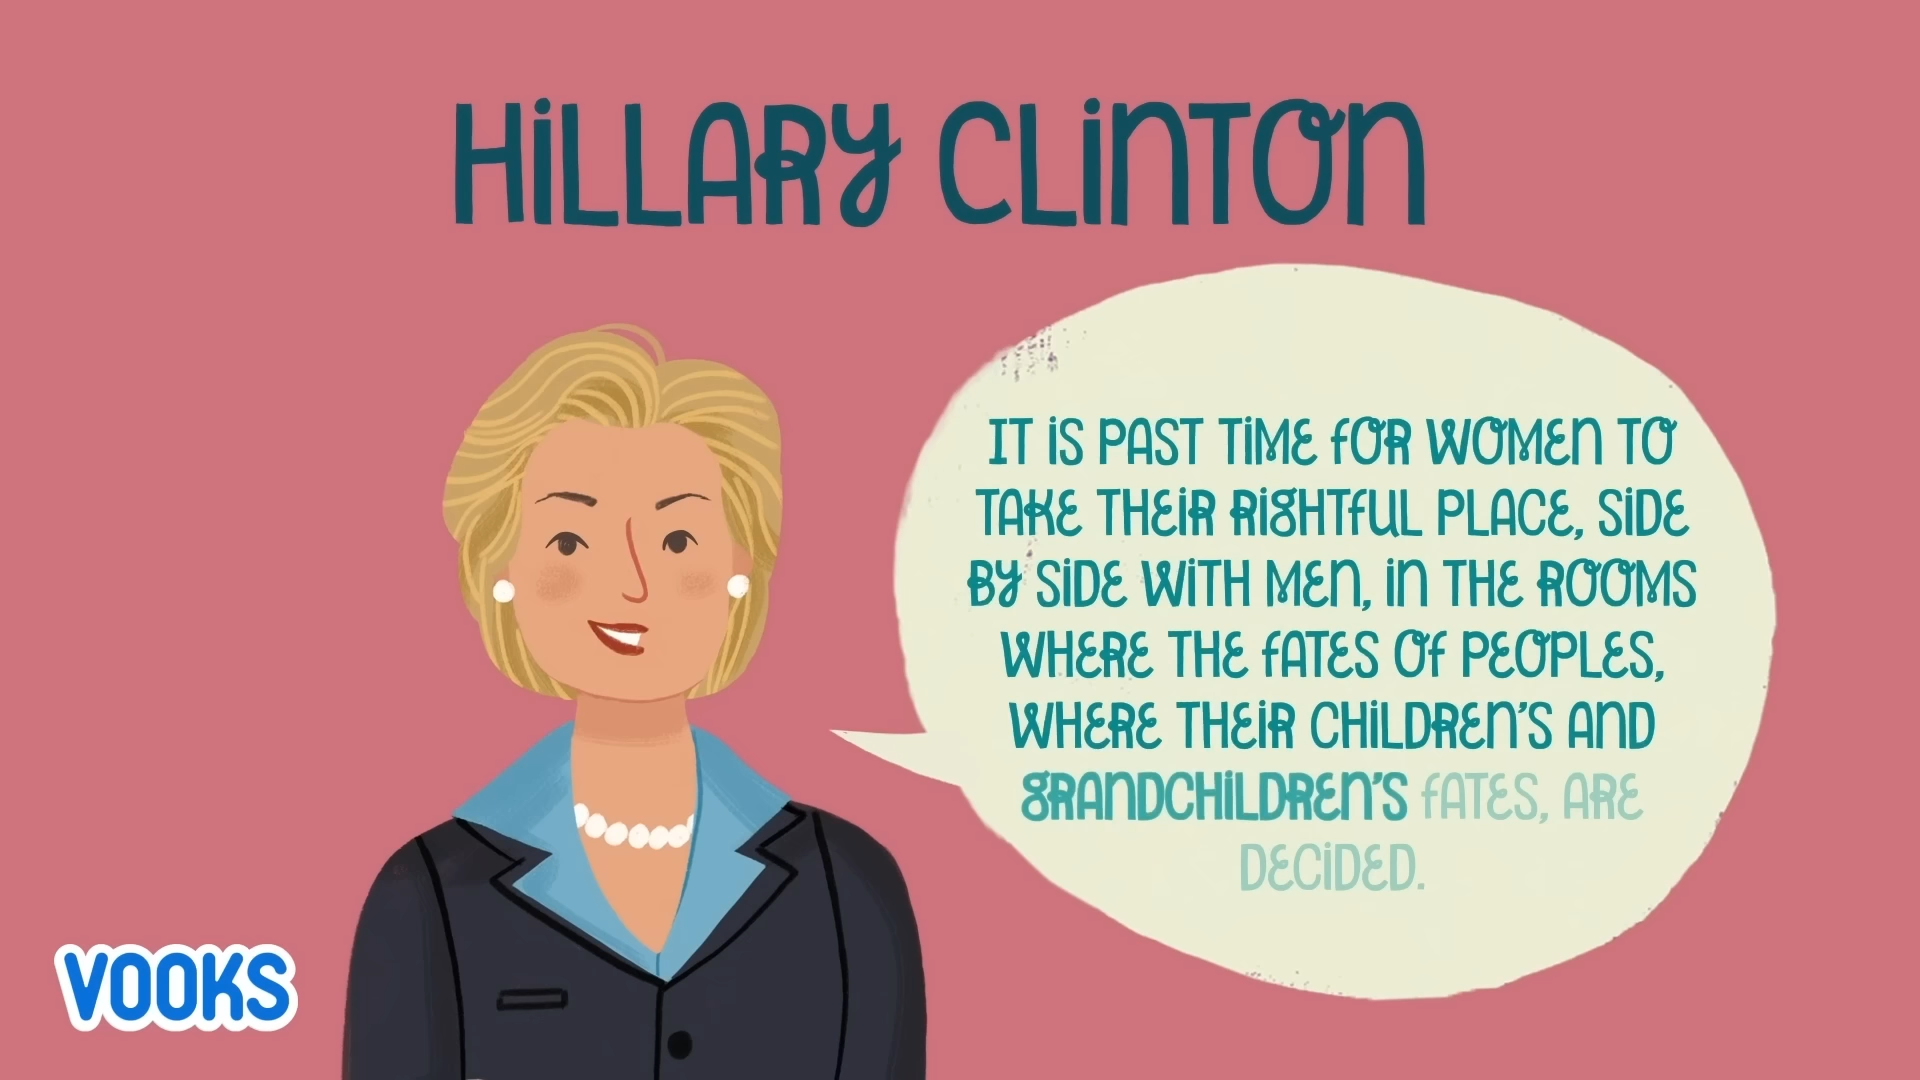 HILLARY CLINTON
IT IS PAST TIME FOR WOMEN TO
TAKE THEIR RIGHTFUL PLACE, SIDE
BY SIDE WITH MEN, IN THE ROOMS
WHERE THE FATES OF PEOPLES,
WHERE THEIR CHILDREN'S AND
GRANDCHILDREN'S FATES, ARE
DECIDED.
VOOKS